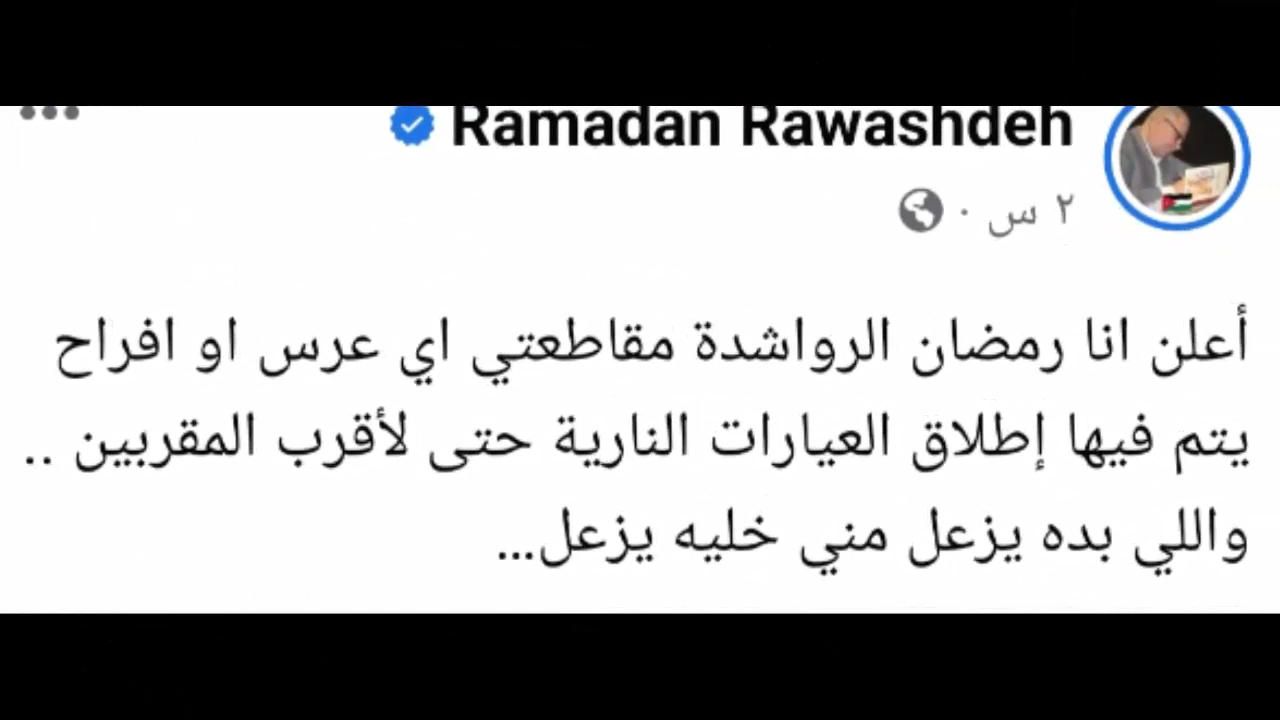 Ramadan Rawashdeh
٢ س ·
أعلن انا رمضان الرواشدة مقاطعتي اي عرس او افراح
يتم فيها إطلاق العيارات النارية حتى لأقرب المقربين ..
واللي بده يزعل مني خليه يزعل...